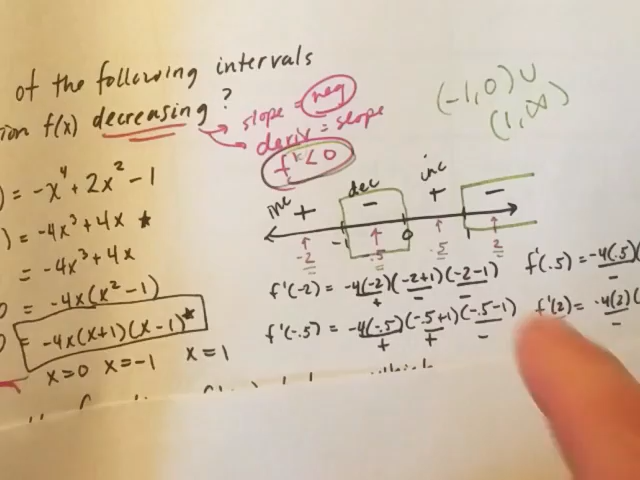 of the following intervals
ion f(x) decreasing ?
slope = neg
deriv = slope
f' < 0
(-1, 0) ∪
(1, ∞)
) = -x⁴ + 2x² - 1
) = -4x³ + 4x ★
= -4x³ + 4x
0 = -4x(x² - 1)
0 = -4x(x+1)(x-1) ★
x=0 x=-1 x=1
inc dec inc
+ - + -
-1 0 1
-2 .5 .5 2
f'(-2) = -4(-2)(-2+1)(-2-1)
+ - -
f'(-.5) = -4(-.5)(-.5+1)(-.5-1)
+ + -
f'(.5) = -4(.5)(
-
f'(2) = -4(2)(
-